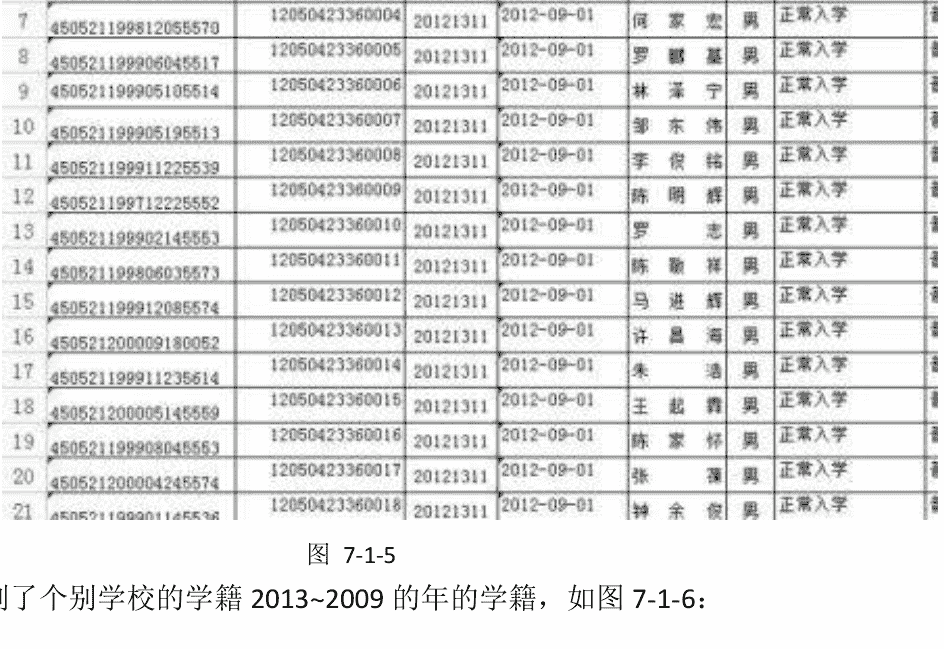 7 450521199812055570 12050423360004 20121311 2012-09-01 何家宏 男 正常入学
8 450521199906045517 12050423360005 20121311 2012-09-01 罗鹏基 男 正常入学
9 450521199905105514 12050423360006 20121311 2012-09-01 林泽宁 男 正常入学
10 450521199905195513 12050423360007 20121311 2012-09-01 邹东伟 男 正常入学
11 450521199911225539 12050423360008 20121311 2012-09-01 李俊铭 男 正常入学
12 450521199712225552 12050423360009 20121311 2012-09-01 陈明辉 男 正常入学
13 450521199902145553 12050423360010 20121311 2012-09-01 罗志 男 正常入学
14 450521199806035573 12050423360011 20121311 2012-09-01 陈敬祥 男 正常入学
15 450521199912085574 12050423360012 20121311 2012-09-01 马进辉 男 正常入学
16 450521200009180052 12050423360013 20121311 2012-09-01 许昌海 男 正常入学
17 450521199911235614 12050423360014 20121311 2012-09-01 朱浩 男 正常入学
18 450521200005145559 12050423360015 20121311 2012-09-01 王起 男 正常入学
19 450521199908045553 12050423360016 20121311 2012-09-01 陈家怀 男 正常入学
20 450521200004245574 12050423360017 20121311 2012-09-01 张 男 正常入学
21 450521199901145536 12050423360018 20121311 2012-09-01 钟余俊 男 正常入学
图 7-1-5
到了个别学校的学籍 2013~2009 的年的学籍，如图 7-1-6：